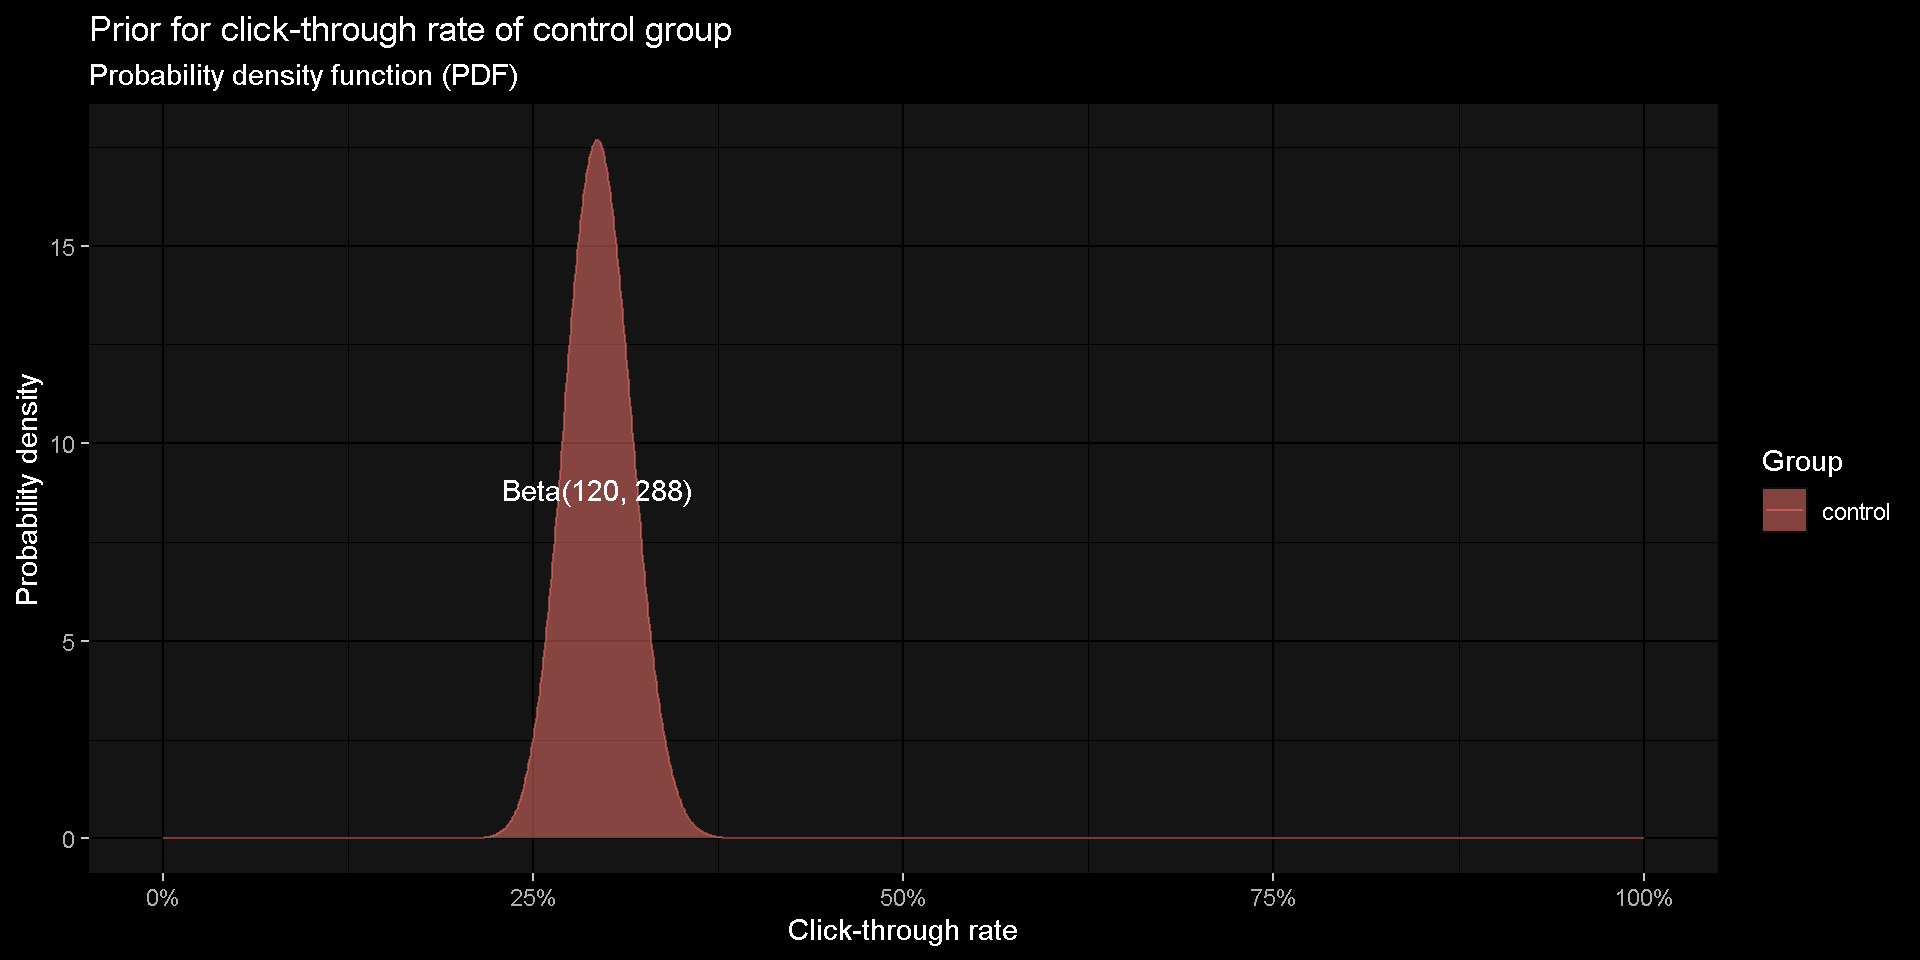 Prior for click-through rate of control group
Probability density function (PDF)
Probability density
15
10
5
0
Beta(120, 288)
0%
25%
50%
75%
100%
Click-through rate
Group
control